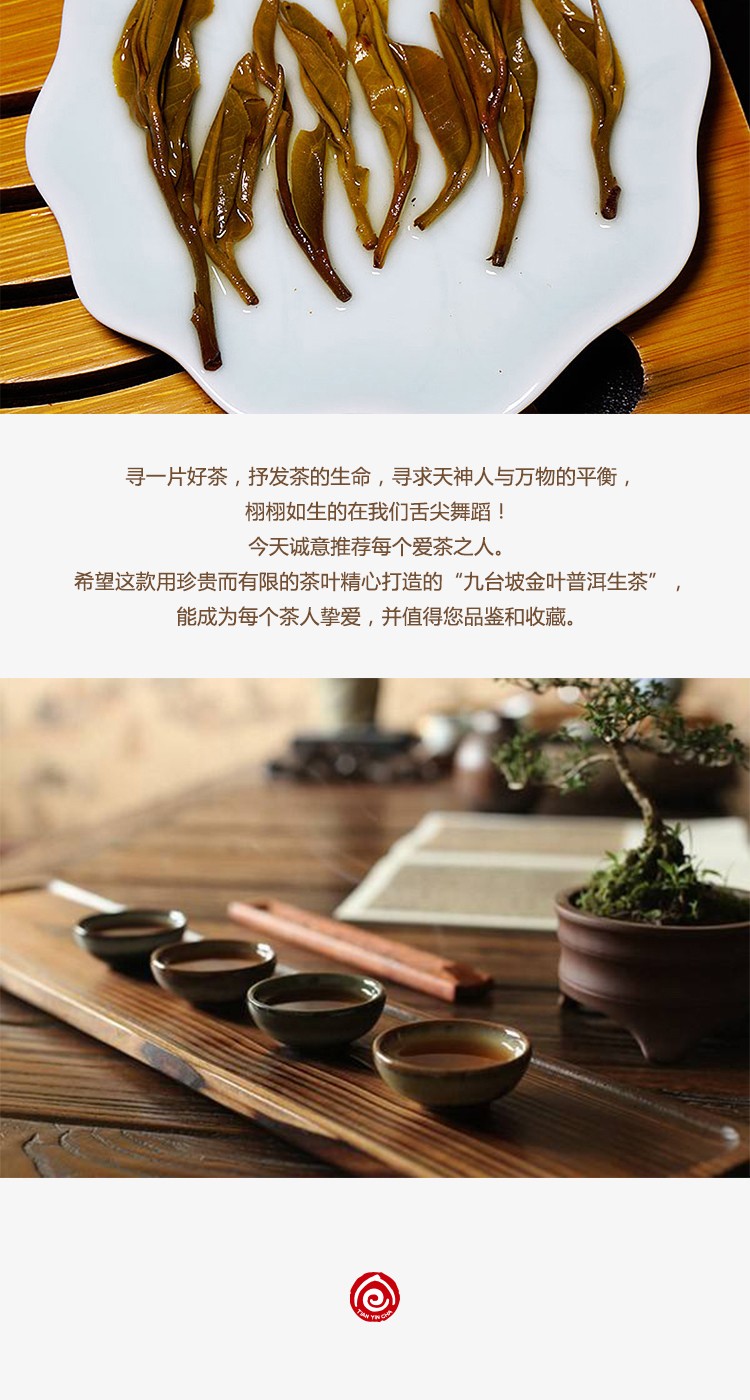 寻一片好茶，抒发茶的生命，寻求天神人与万物的平衡，
栩栩如生的在我们舌尖舞蹈！
今天诚意推荐每个爱茶之人。
希望这款用珍贵而有限的茶叶精心打造的“九台坡金叶普洱生茶”，
能成为每个茶人挚爱，并值得您品鉴和收藏。
TIAN YIN CHA